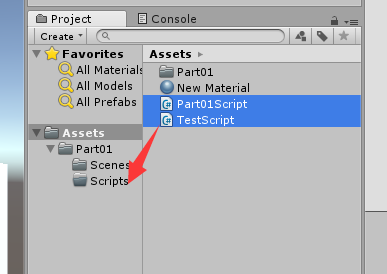 Project
Console
Create
Favorites
All Materials
All Models
All Prefabs
Assets
Part01
Scenes
Scripts
Assets
Part01
New Material
C# Part01Script
C# TestScript